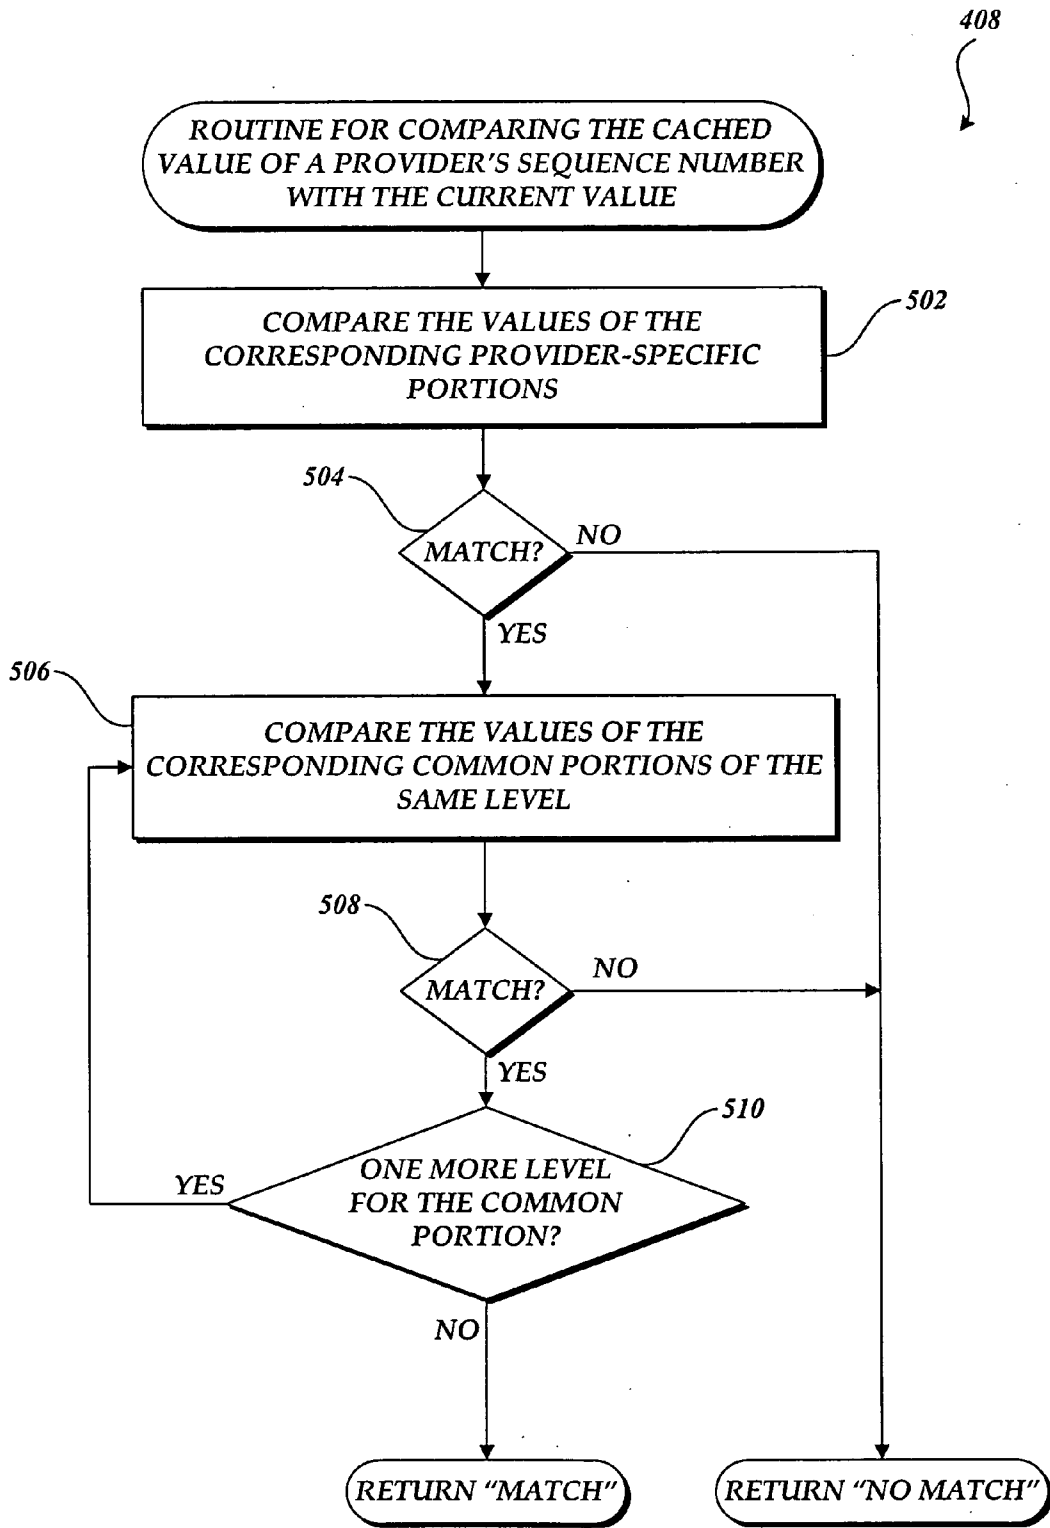 408
ROUTINE FOR COMPARING THE CACHED
VALUE OF A PROVIDER'S SEQUENCE NUMBER
WITH THE CURRENT VALUE
502
COMPARE THE VALUES OF THE
CORRESPONDING PROVIDER-SPECIFIC
PORTIONS
504
MATCH?
NO
YES
506
COMPARE THE VALUES OF THE
CORRESPONDING COMMON PORTIONS OF THE
SAME LEVEL
508
MATCH?
NO
YES
510
ONE MORE LEVEL
FOR THE COMMON
PORTION?
YES
NO
RETURN "MATCH"
RETURN "NO MATCH"